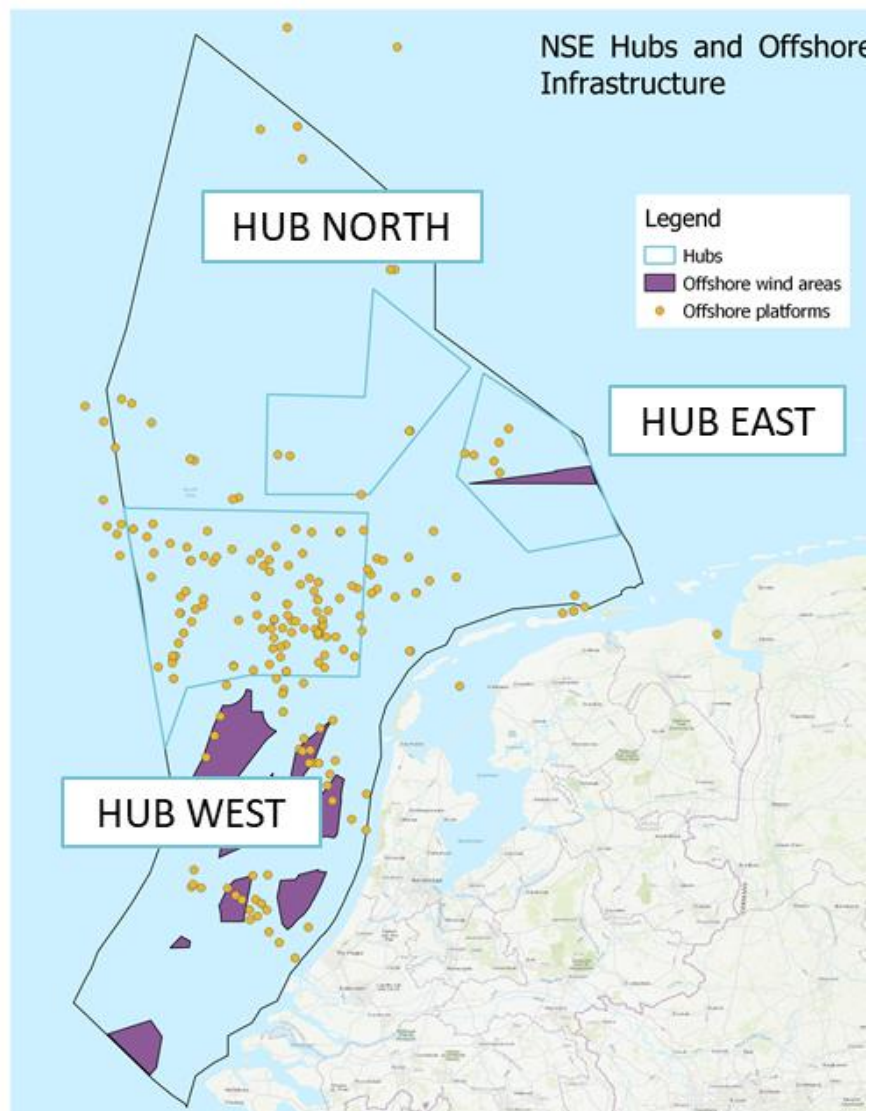 NSE Hubs and Offshore
Infrastructure
HUB NORTH
Legend
Hubs
Offshore wind areas
Offshore platforms
HUB EAST
HUB WEST